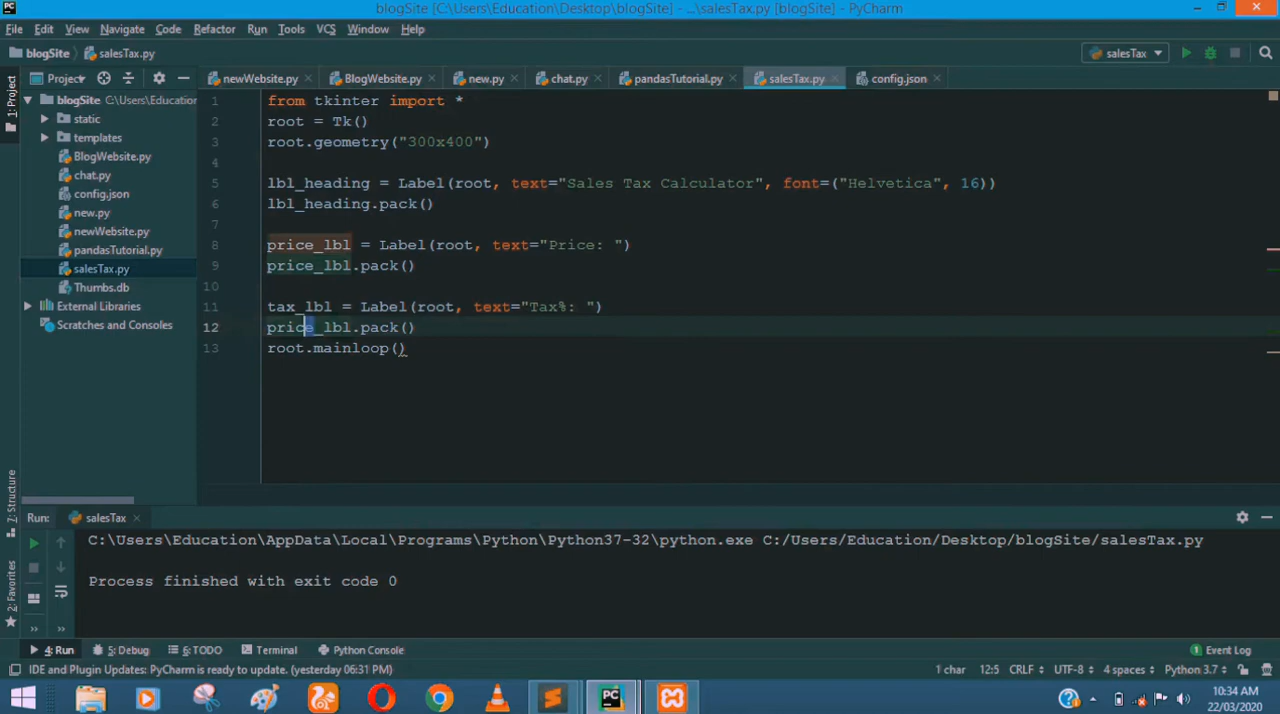 blogSite [C:\Users\Education\Desktop\blogSite] - ...\salesTax.py [blogSite] - PyCharm
File Edit View Navigate Code Refactor Run Tools VCS Window Help
blogSite salesTax.py salesTax
1: Project Project newWebsite.py BlogWebsite.py new.py chat.py pandasTutorial.py salesTax.py config.json
blogSite C:\Users\Education
static
templates
BlogWebsite.py
chat.py
config.json
new.py
newWebsite.py
pandasTutorial.py
salesTax.py
Thumbs.db
External Libraries
Scratches and Consoles
1 from tkinter import *
2 root = Tk()
3 root.geometry("300x400")
4
5 lbl_heading = Label(root, text="Sales Tax Calculator", font=("Helvetica", 16))
6 lbl_heading.pack()
7
8 price_lbl = Label(root, text="Price: ")
9 price_lbl.pack()
10
11 tax_lbl = Label(root, text="Tax%: ")
12 price_lbl.pack()
13 root.mainloop()
7: Structure
2: Favorites
Run: salesTax
C:\Users\Education\AppData\Local\Programs\Python\Python37-32\python.exe C:/Users/Education/Desktop/blogSite/salesTax.py
Process finished with exit code 0
4: Run 5: Debug 6: TODO Terminal Python Console 1 Event Log
IDE and Plugin Updates: PyCharm is ready to update. (yesterday 06:31 PM) 1 char 12:5 CRLF UTF-8 4 spaces Python 3.7
PC
10:34 AM
22/03/2020